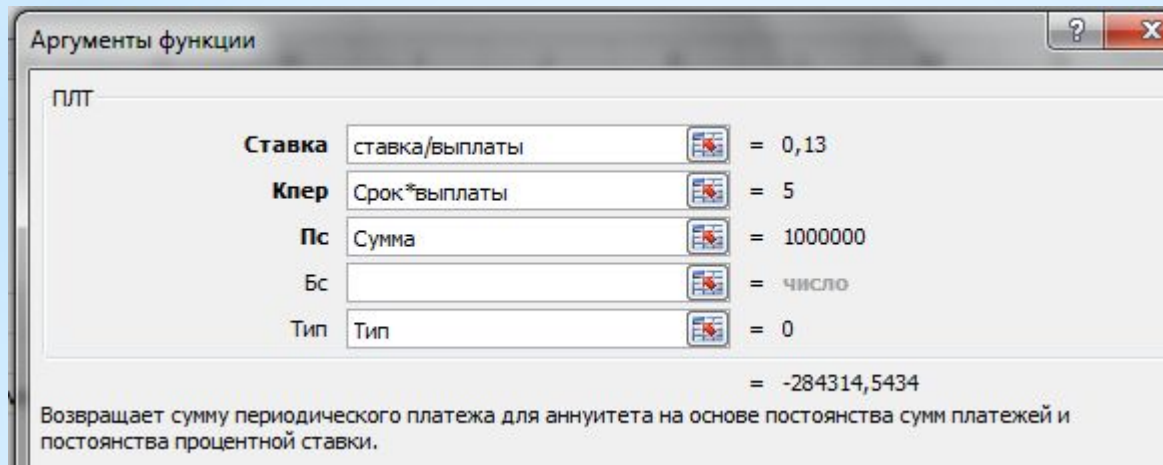 Аргументы функции
ПЛТ
Ставка ставка/выплаты = 0,13
Кпер Срок*выплаты = 5
Пс Сумма = 1000000
Бс = число
Тип Тип = 0
= -284314,5434
Возвращает сумму периодического платежа для аннуитета на основе постоянства сумм платежей и
постоянства процентной ставки.